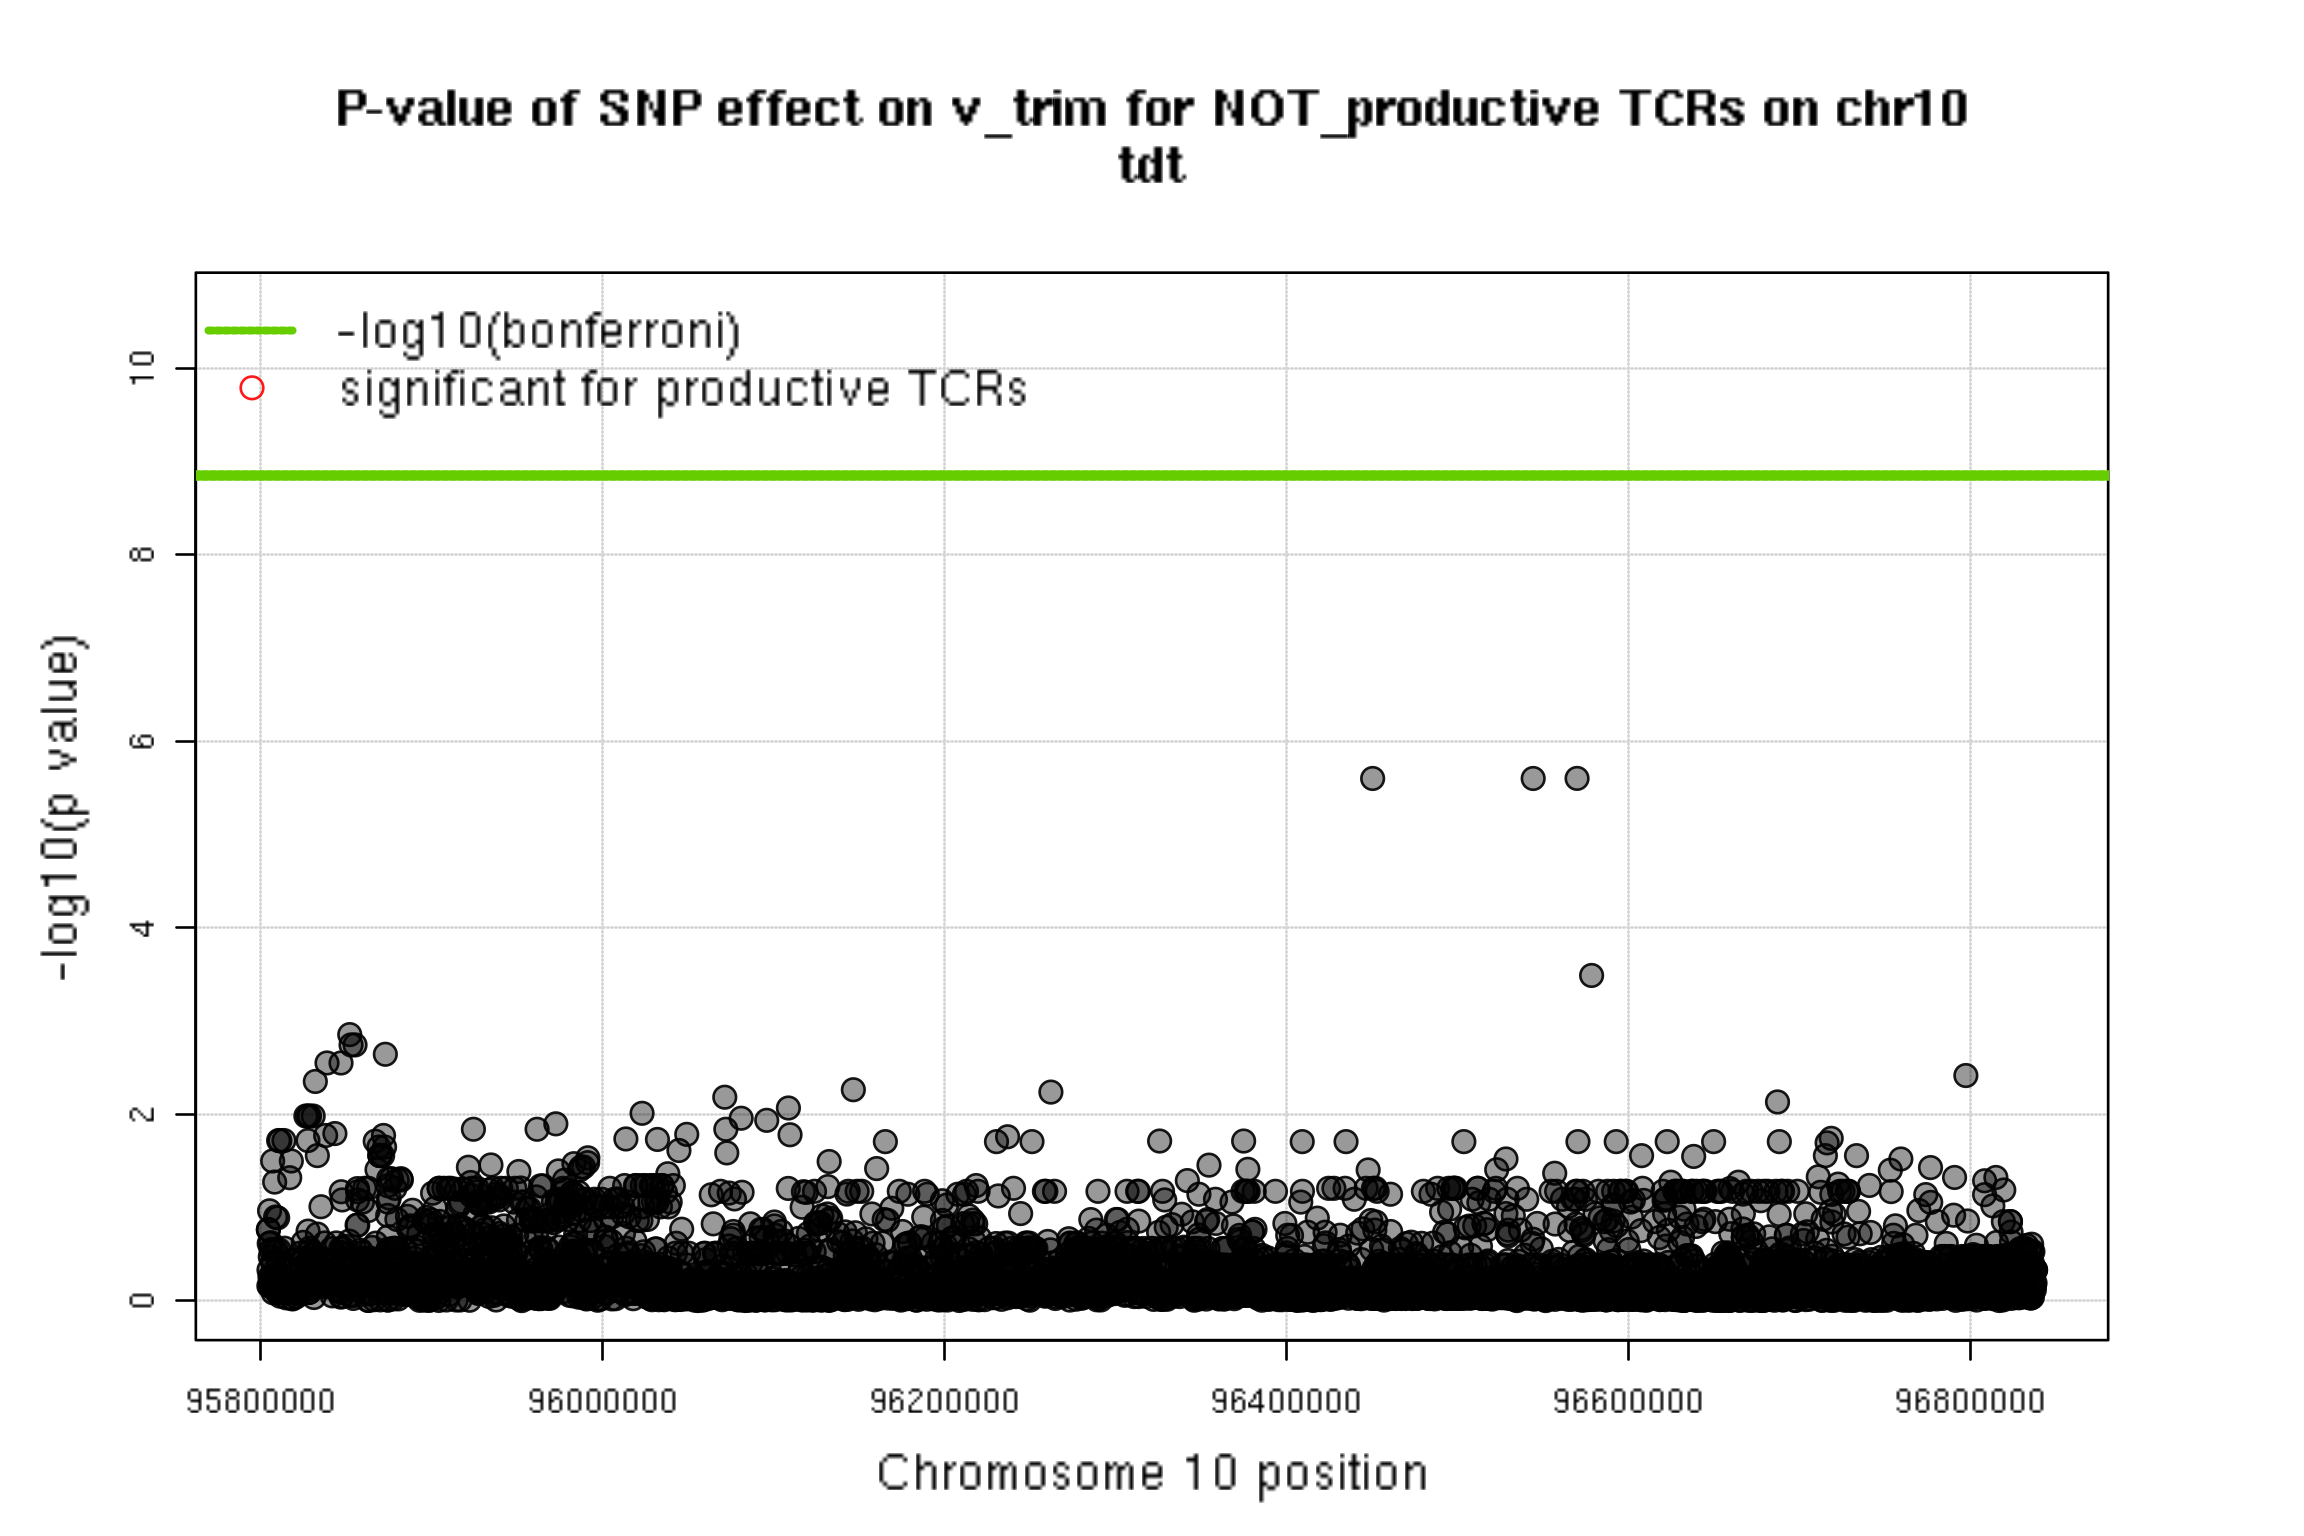 P-value of SNP effect on v_trim for NOT_productive TCRs on chr10
tdt
-log10(bonferroni)
significant for productive TCRs
10
8
6
4
2
0
-log10(p value)
95800000 96000000 96200000 96400000 96600000 96800000
Chromosome 10 position